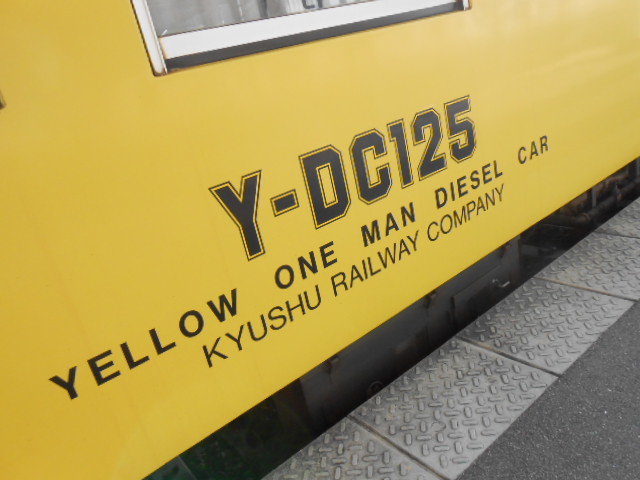 Y-DC125
YELLOW ONE MAN DIESEL CAR
KYUSHU RAILWAY COMPANY